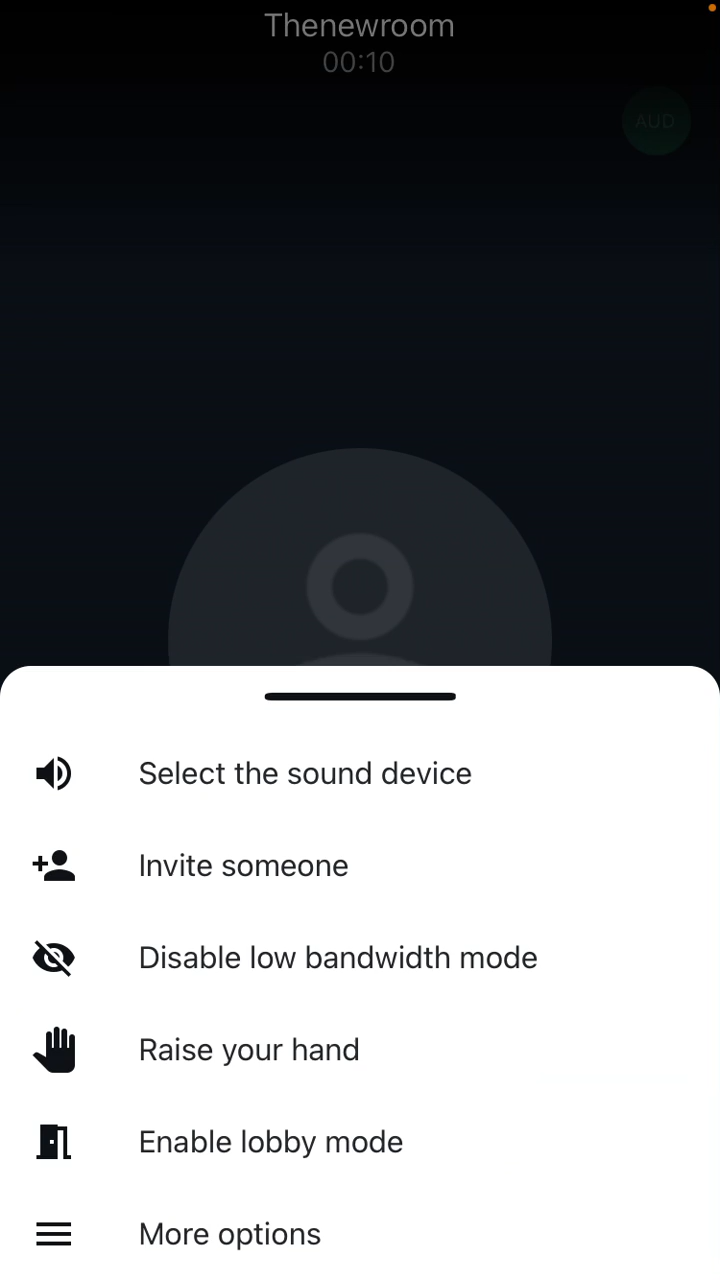 Thenewroom
00:10
AUD
Select the sound device
Invite someone
Disable low bandwidth mode
Raise your hand
Enable lobby mode
More options